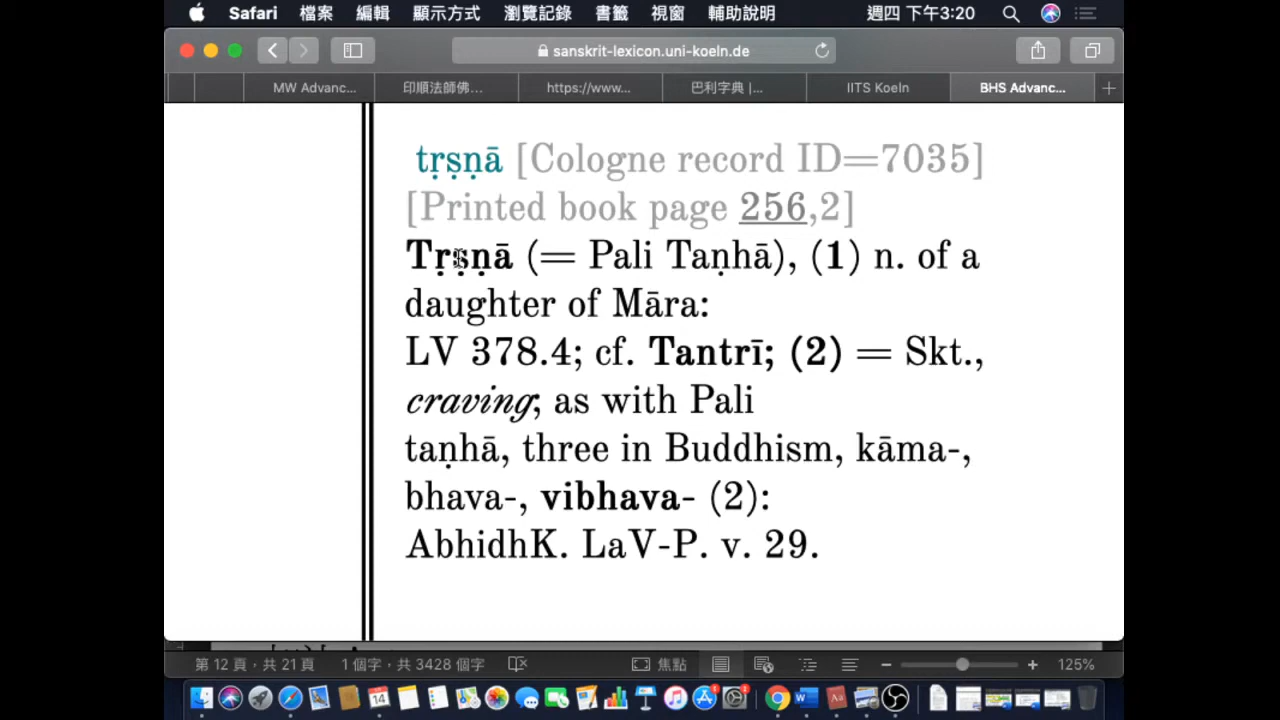 Safari 檔案 編輯 顯示方式 瀏覽記錄 書籤 視窗 輔助說明 週四 下午3:20
sanskrit-lexicon.uni-koeln.de
MW Advanc... 印順法師佛... https://www... 巴利字典 |... IITS Koeln BHS Advanc...
tṛṣṇā [Cologne record ID=7035]
[Printed book page 256,2]
Tṛṣṇā (= Pali Taṇhā), (1) n. of a
daughter of Māra:
LV 378.4; cf. Tantrī; (2) = Skt.,
craving; as with Pali
taṇhā, three in Buddhism, kāma-,
bhava-, vibhava- (2):
AbhidhK. LaV-P. v. 29.
第 12 頁，共 21 頁 1 個字，共 3428 個字 焦點 125%
14